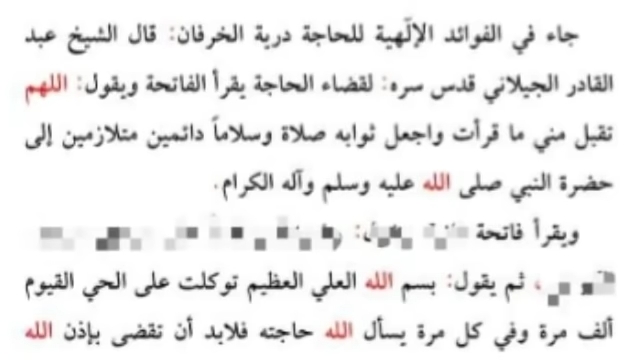 جاء في الفوائد الإلّهية للحاجة درية الخرفان: قال الشيخ عبد
القادر الجيلاني قدس سره: لقضاء الحاجة يقرأ الفاتحة ويقول: اللهم
تقبل مني ما قرأت واجعل ثوابه صلاة وسلاماً دائمين متلازمين إلى
حضرة النبي صلى الله عليه وسلم وآله الكرام.
ويقرأ فاتحة
، ثم يقول: بسم الله العلي العظيم توكلت على الحي القيوم
ألف مرة وفي كل مرة يسأل الله حاجته فلابد أن تقضى بإذن الله